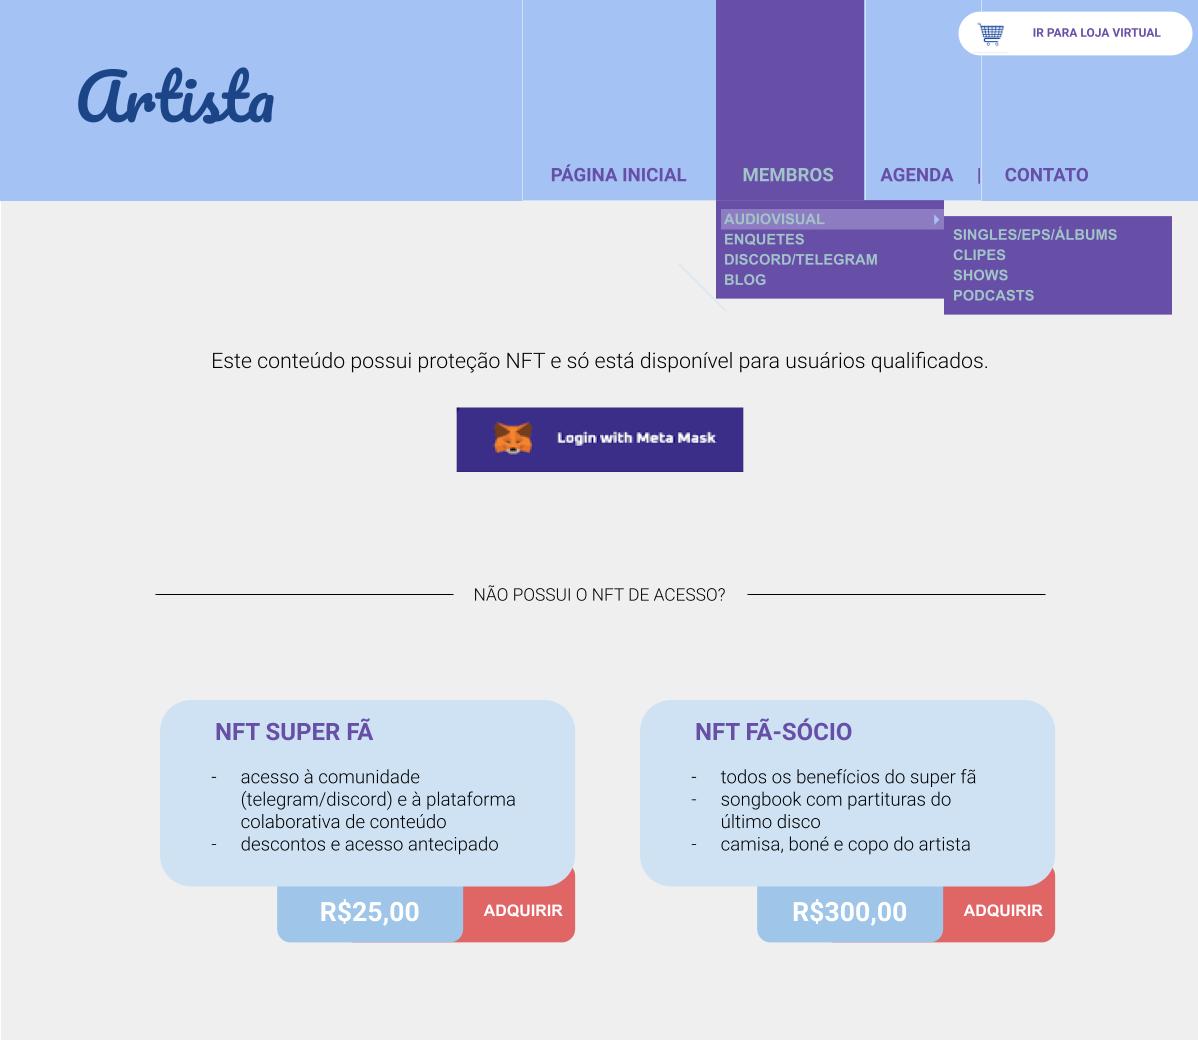 IR PARA LOJA VIRTUAL
Artista
PÁGINA INICIAL
MEMBROS
AGENDA | CONTATO
AUDIOVISUAL
ENQUETES
DISCORD/TELEGRAM
BLOG
SINGLES/EPS/ÁLBUMS
CLIPES
SHOWS
PODCASTS
Este conteúdo possui proteção NFT e só está disponível para usuários qualificados.
Login with Meta Mask
NÃO POSSUI O NFT DE ACESSO?
NFT SUPER FÃ
- acesso à comunidade
(telegram/discord) e à plataforma
colaborativa de conteúdo
- descontos e acesso antecipado
R$25,00
ADQUIRIR
NFT FÃ-SÓCIO
- todos os benefícios do super fã
- songbook com partituras do
último disco
- camisa, boné e copo do artista
R$300,00
ADQUIRIR